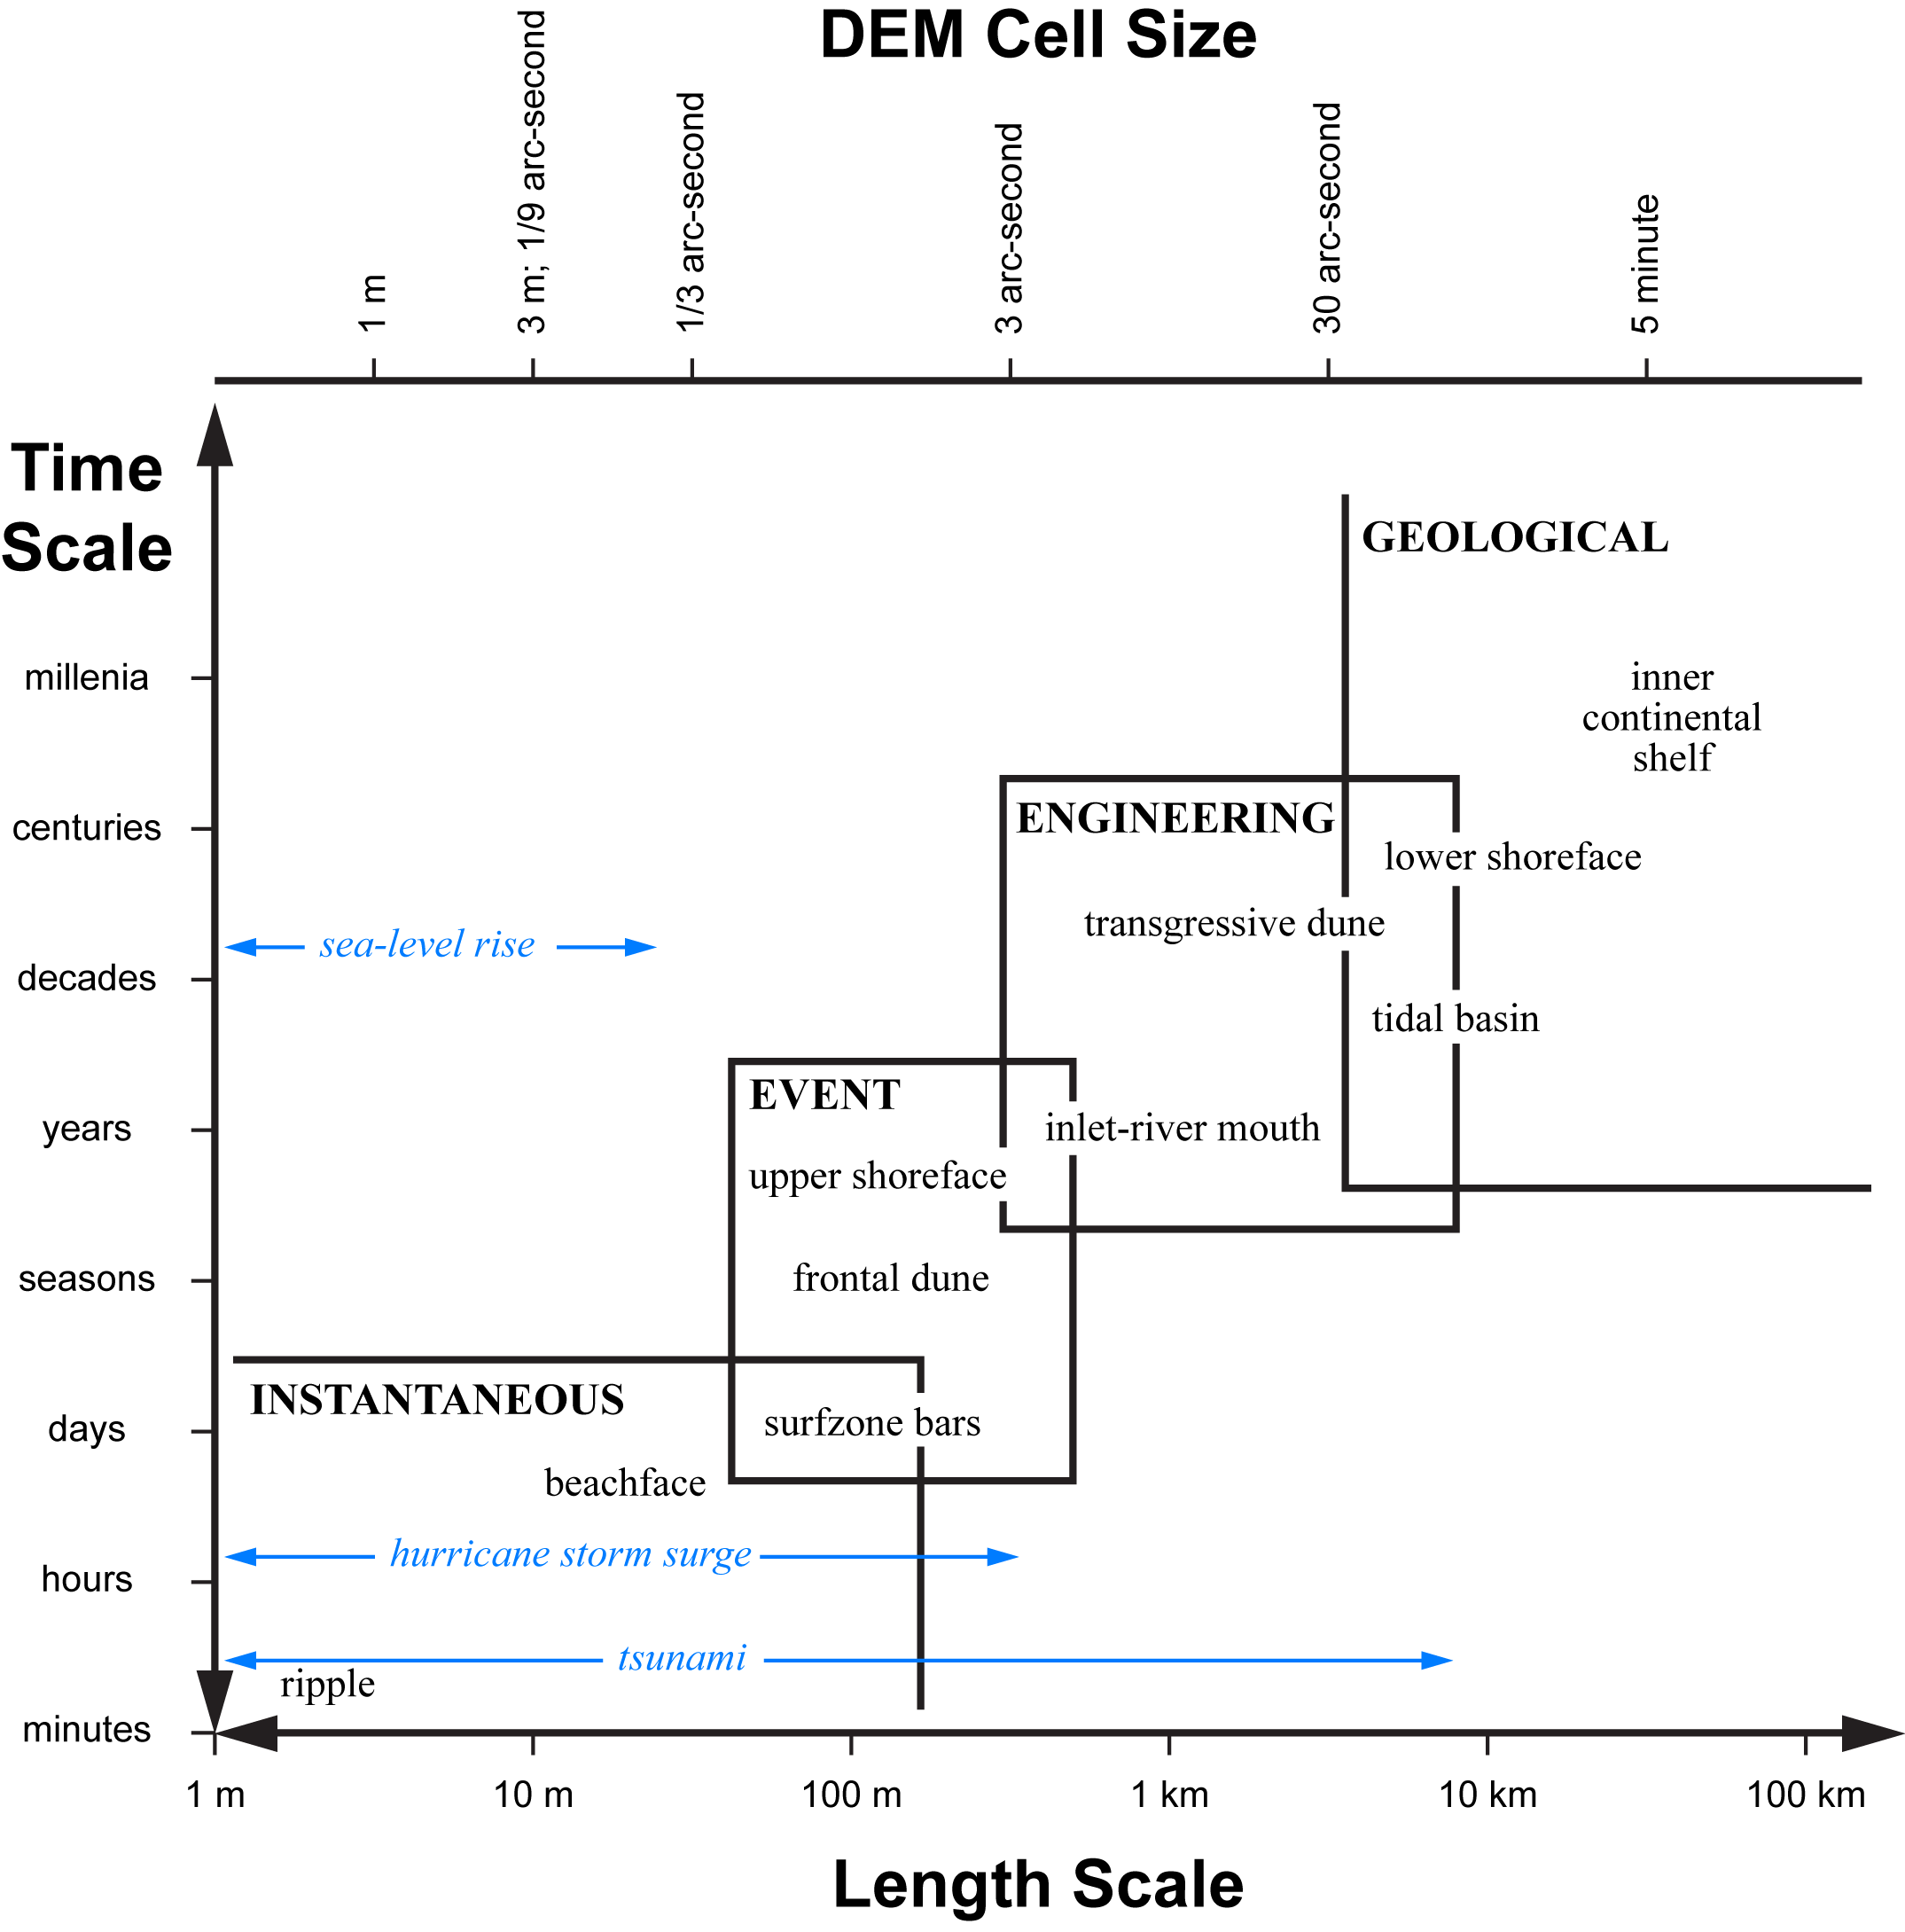 DEM Cell Size
1 m
3 m; 1/9 arc-second
1/3 arc-second
3 arc-second
30 arc-second
5 minute
Time
Scale
GEOLOGICAL
millenia
inner
continental
shelf
centuries
ENGINEERING
lower shoreface
transgressive dune
sea-level rise
decades
tidal basin
EVENT
years
inlet-river mouth
upper shoreface
seasons
frontal dune
INSTANTANEOUS
days
surfzone bars
beachface
hurricane storm surge
hours
tsunami
ripple
minutes
1 m
10 m
100 m
1 km
10 km
100 km
Length Scale